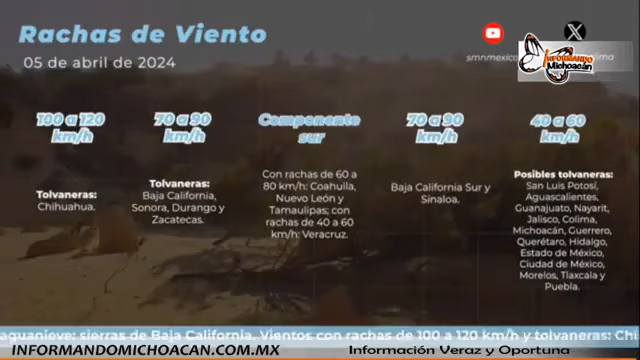 Rachas de Viento
05 de abril de 2024
INFORMANDO
Michoacán
100 a 120
km/h
Tolvaneras:
Chihuahua.
70 a 90
km/h
Tolvaneras:
Baja California,
Sonora, Durango y
Zacatecas.
Componente
sur
Con rachas de 60 a
80 km/h: Coahuila,
Nuevo León y
Tamaulipas; con
rachas de 40 a 60
km/h: Veracruz.
70 a 90
km/h
Baja California Sur y
Sinaloa.
40 a 60
km/h
Posibles tolvaneras:
San Luis Potosí,
Aguascalientes,
Guanajuato, Nayarit,
Jalisco, Colima,
Michoacán, Guerrero,
Querétaro, Hidalgo,
Estado de México,
Ciudad de México,
Morelos, Tlaxcala y
Puebla.
aguanieve: sierras de Baja California. Vientos con rachas de 100 a 120 km/h y tolvaneras: Chi
INFORMANDOMICHOACAN.COM.MX
Información Veraz y Oportuna